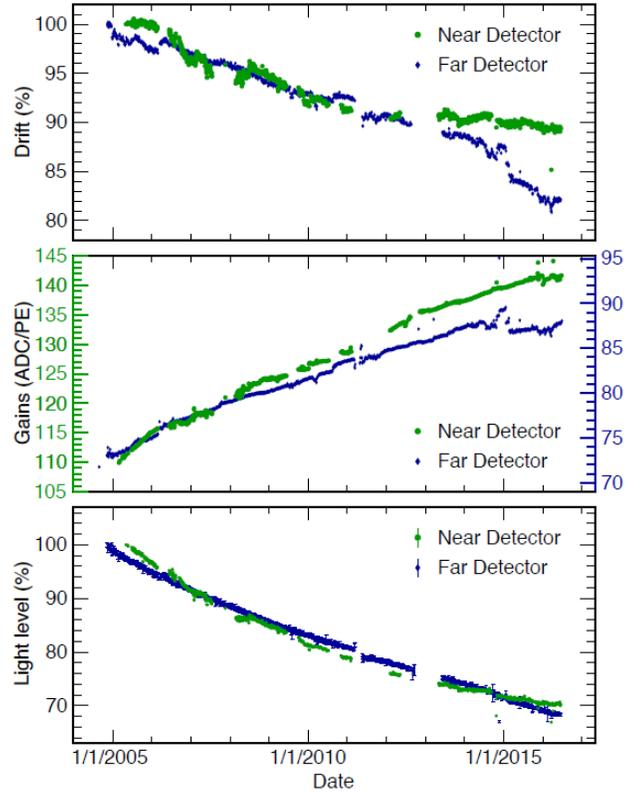 100
95
90
85
80
Drift (%)
Near Detector
Far Detector
145
140
135
130
125
120
115
110
105
Gains (ADC/PE)
95
90
85
80
75
70
Near Detector
Far Detector
100
90
80
70
Light level (%)
Near Detector
Far Detector
1/1/2005 1/1/2010 1/1/2015
Date